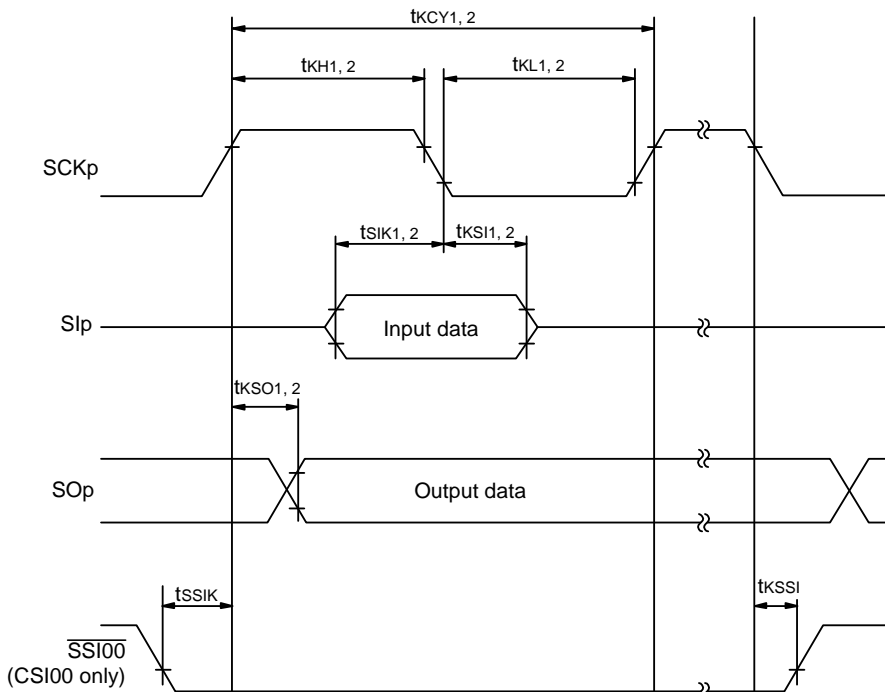 tKCY1, 2
tKH1, 2
tKL1, 2
SCKp
tSIK1, 2
tKSI1, 2
SIp
Input data
tKSO1, 2
SOp
Output data
tSSIK
tKSSI
SSI00
(CSI00 only)